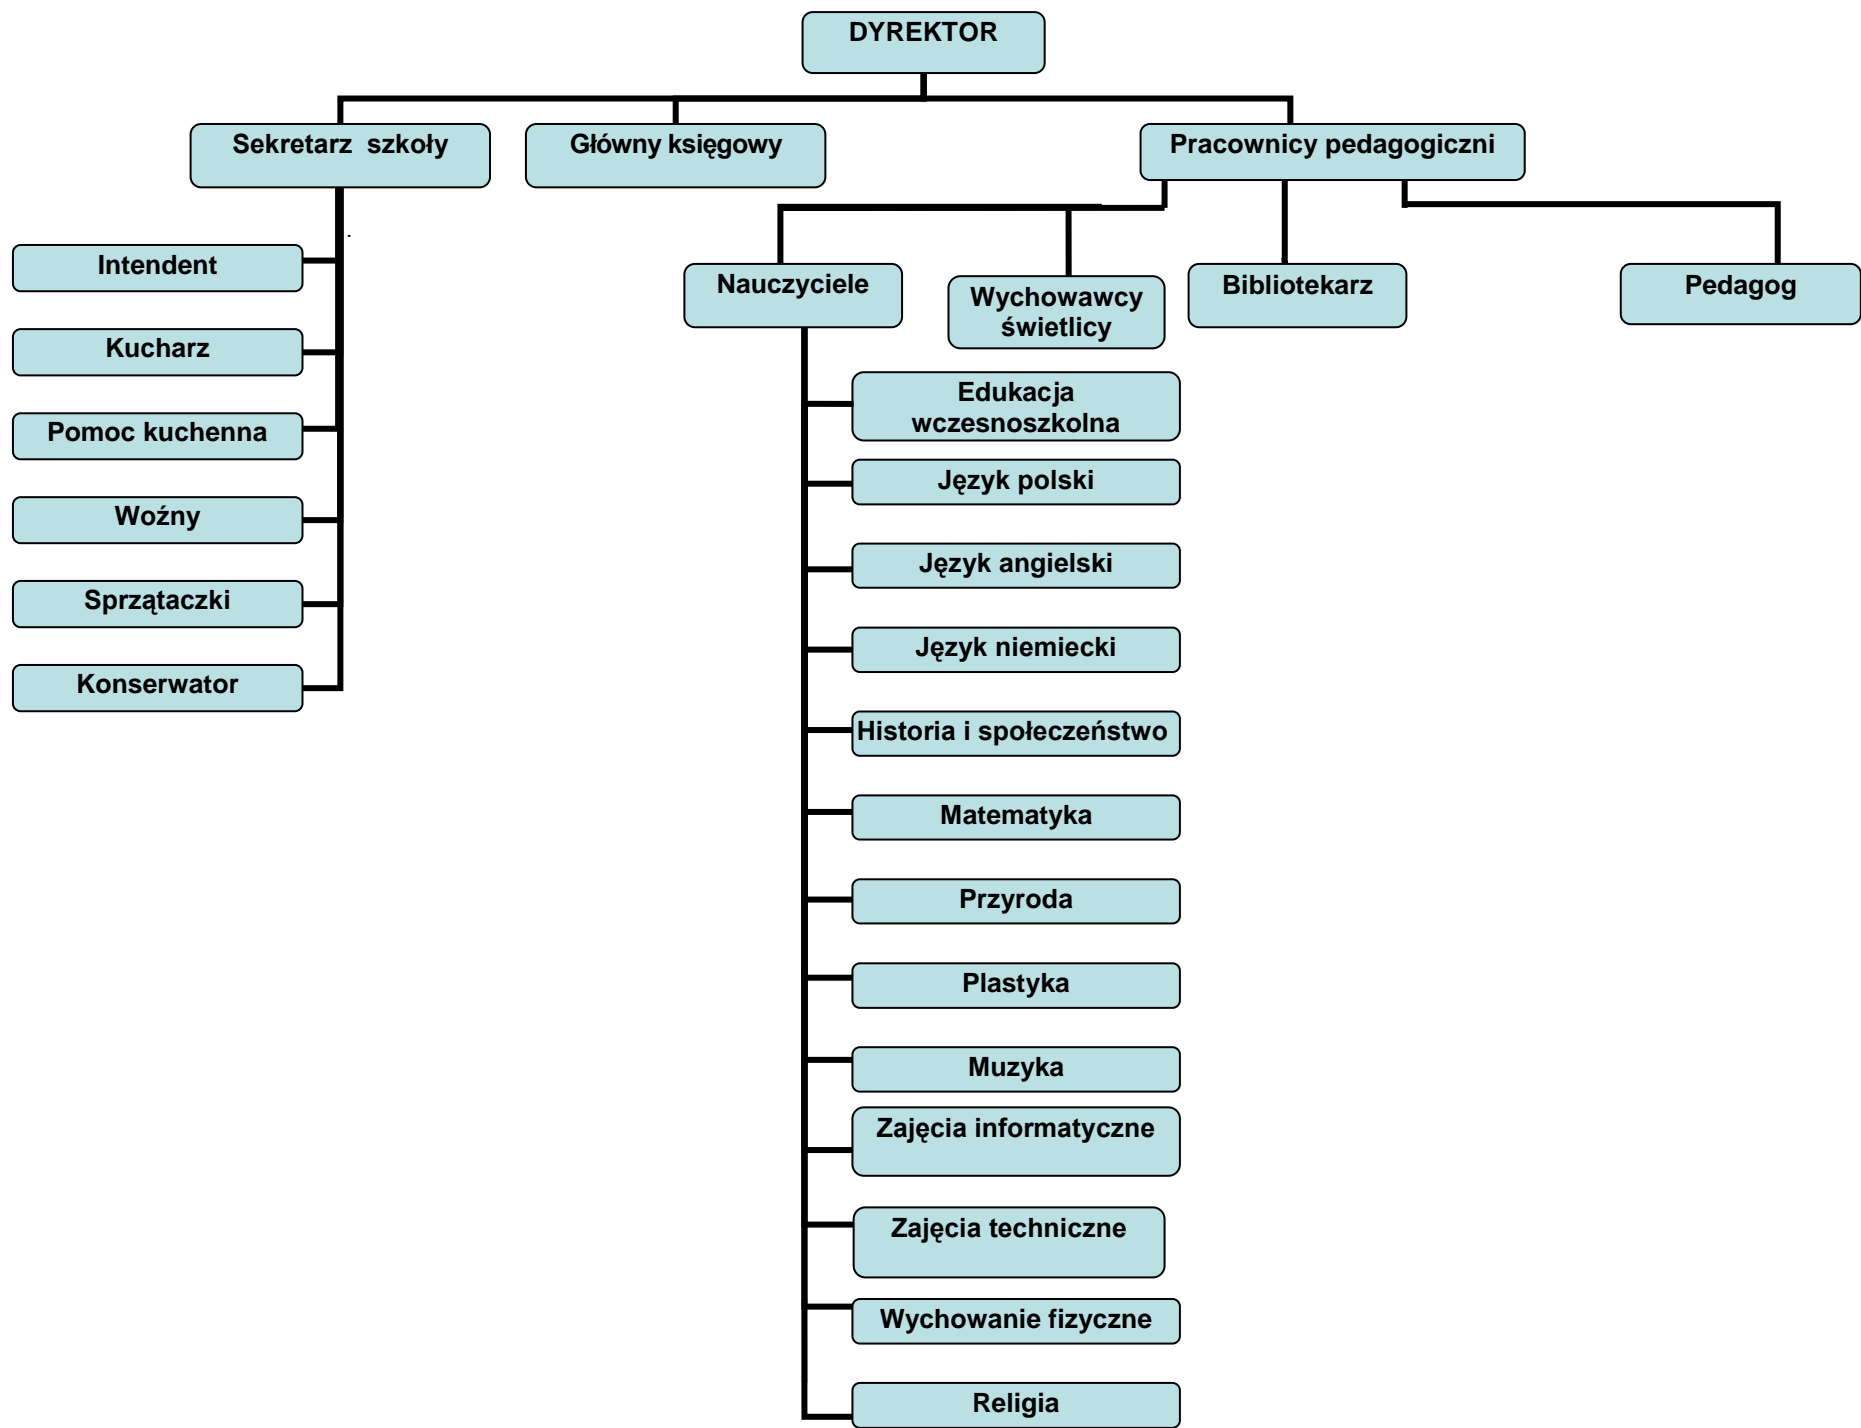 DYREKTOR
Sekretarz szkoły
Główny księgowy
Pracownicy pedagogiczni
Intendent
Kucharz
Pomoc kuchenna
Woźny
Sprzątaczki
Konserwator
Nauczyciele
Wychowawcy
świetlicy
Bibliotekarz
Pedagog
Edukacja
wczesnoszkolna
Język polski
Język angielski
Język niemiecki
Historia i społeczeństwo
Matematyka
Przyroda
Plastyka
Muzyka
Zajęcia informatyczne
Zajęcia techniczne
Wychowanie fizyczne
Religia